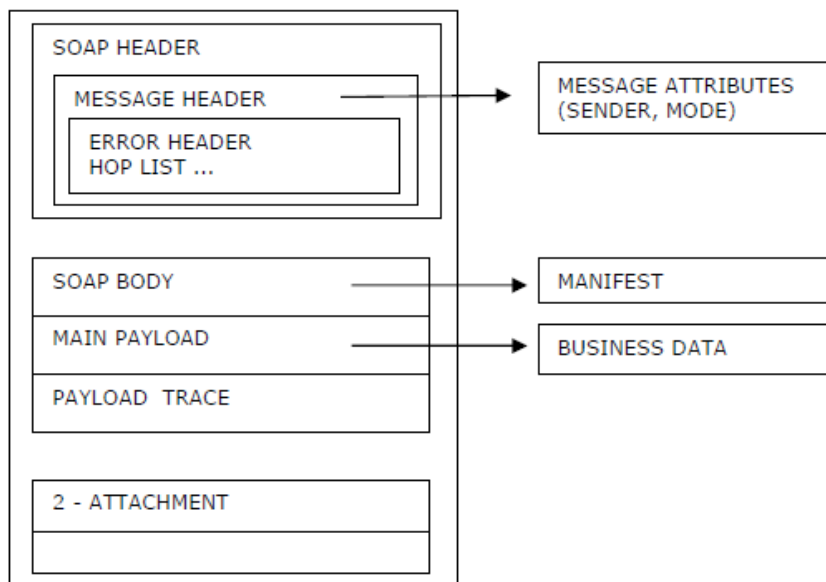 SOAP HEADER
MESSAGE HEADER
ERROR HEADER
HOP LIST ...
MESSAGE ATTRIBUTES
(SENDER, MODE)
SOAP BODY
MANIFEST
MAIN PAYLOAD
BUSINESS DATA
PAYLOAD TRACE
2 - ATTACHMENT